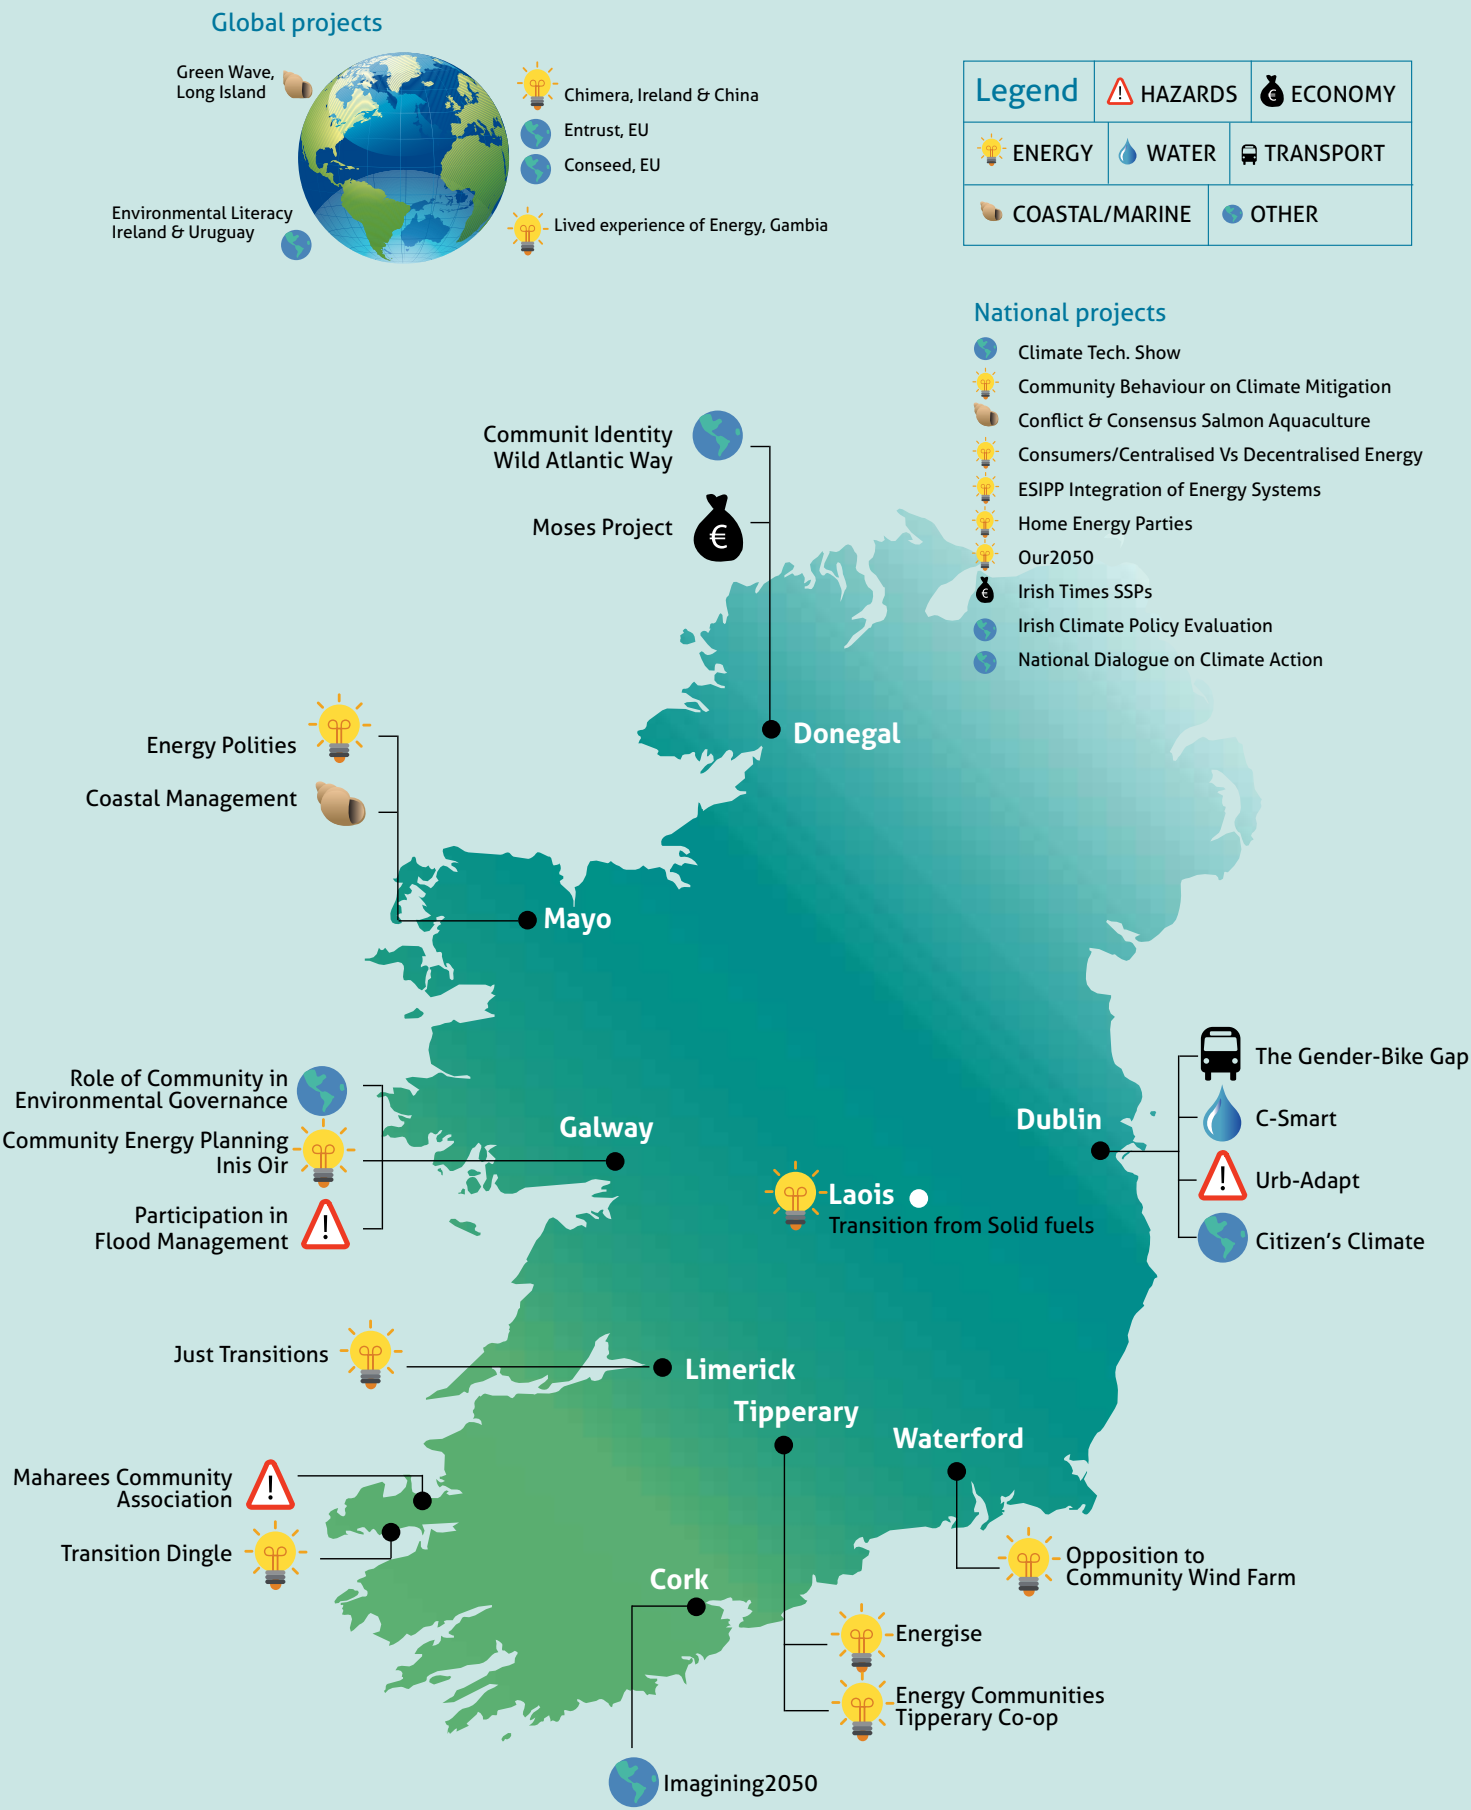 Global projects
Green Wave,
Long Island
Chimera, Ireland & China
Entrust, EU
Conseed, EU
Environmental Literacy
Ireland & Uruguay
Lived experience of Energy, Gambia
Legend
HAZARDS
€
ECONOMY
ENERGY
WATER
TRANSPORT
COASTAL/MARINE
OTHER
National projects
Climate Tech. Show
Community Behaviour on Climate Mitigation
Conflict & Consensus Salmon Aquaculture
Consumers/Centralised Vs Decentralised Energy
ESIPP Integration of Energy Systems
Home Energy Parties
Our2050
€
Irish Times SSPs
Irish Climate Policy Evaluation
National Dialogue on Climate Action
Communit Identity
Wild Atlantic Way
Moses Project
€
Donegal
Energy Polities
Coastal Management
Mayo
Role of Community in
Environmental Governance
Community Energy Planning
Inis Oir
Participation in
Flood Management
Galway
Dublin
The Gender-Bike Gap
C-Smart
Urb-Adapt
Citizen's Climate
Laois
Transition from Solid fuels
Just Transitions
Limerick
Tipperary
Waterford
Maharees Community
Association
Transition Dingle
Opposition to
Community Wind Farm
Cork
Energise
Energy Communities
Tipperary Co-op
Imagining2050